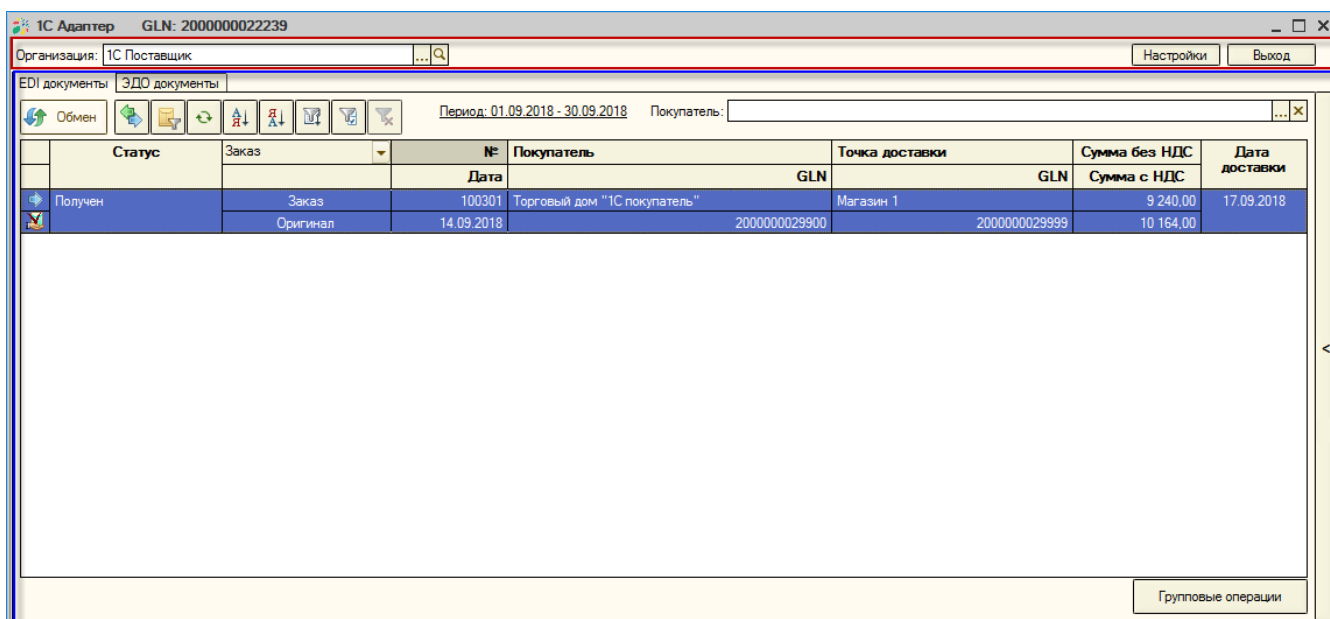 1С Адаптер GLN: 2000000022239
Организация: 1С Поставщик ... Настройки Выход
EDI документы ЭДО документы
Обмен Период: 01.09.2018 - 30.09.2018 Покупатель: ...
Статус Заказ № Покупатель Точка доставки Сумма без НДС Дата доставки
Дата GLN GLN Сумма с НДС
Получен Заказ 100301 Торговый дом "1С покупатель" Магазин 1 9 240,00 17.09.2018
Оригинал 14.09.2018 2000000029900 2000000029999 10 164,00
<
Групповые операции